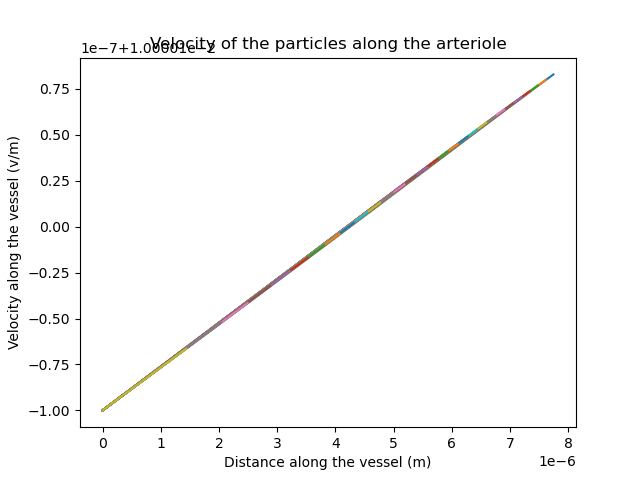 Velocity of the particles along the arteriole
1e−7+1.00001e−2
0.75
0.50
0.25
0.00
−0.25
−0.50
−0.75
−1.00
Velocity along the vessel (v/m)
0 1 2 3 4 5 6 7 8
1e−6
Distance along the vessel (m)